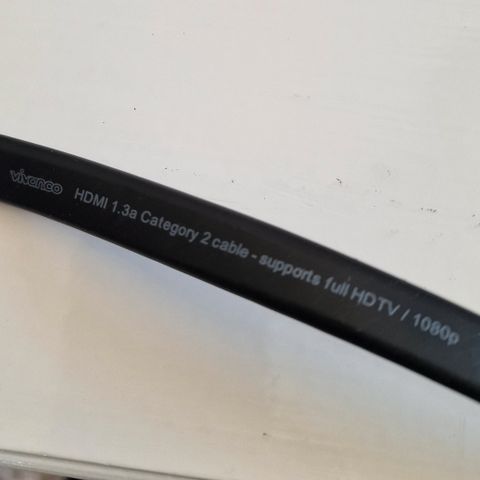 vivanco HDMI 1.3a Category 2 cable - supports full HDTV / 1080p